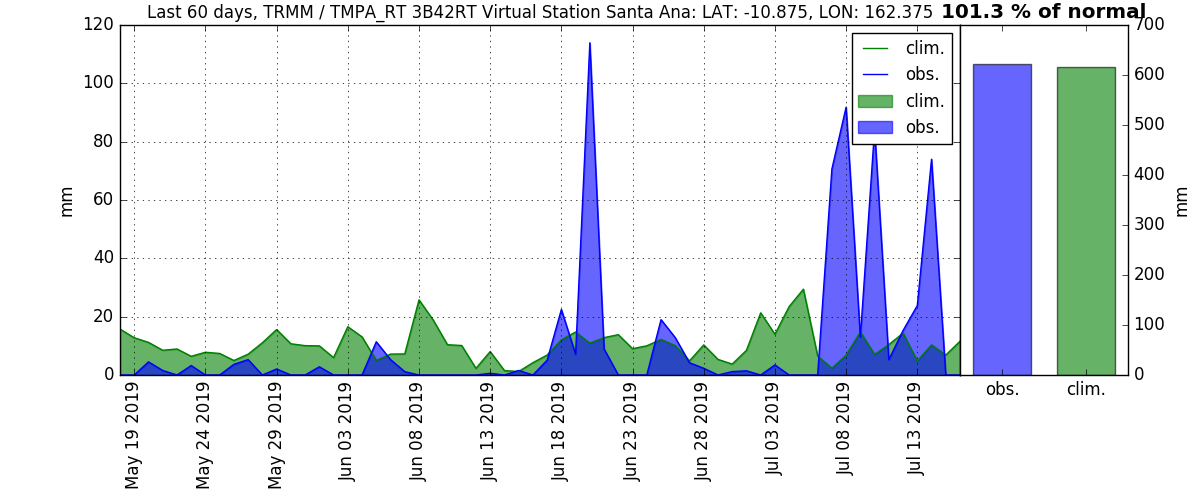 Last 60 days, TRMM / TMPA_RT 3B42RT Virtual Station Santa Ana: LAT: -10.875, LON: 162.375 101.3 % of normal
120
100
80
60
40
20
0
mm
clim.
obs.
clim.
obs.
700
600
500
400
300
200
100
0
mm
May 19 2019
May 24 2019
May 29 2019
Jun 03 2019
Jun 08 2019
Jun 13 2019
Jun 18 2019
Jun 23 2019
Jun 28 2019
Jul 03 2019
Jul 08 2019
Jul 13 2019
obs.
clim.